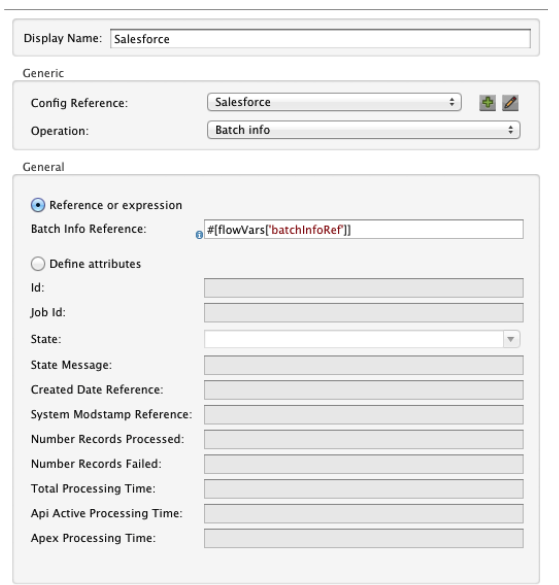 Display Name: Salesforce
Generic
Config Reference: Salesforce
Operation: Batch info
General
Reference or expression
Batch Info Reference: #[flowVars['batchInfoRef']]
Define attributes
Id:
Job Id:
State:
State Message:
Created Date Reference:
System Modstamp Reference:
Number Records Processed:
Number Records Failed:
Total Processing Time:
Api Active Processing Time:
Apex Processing Time: